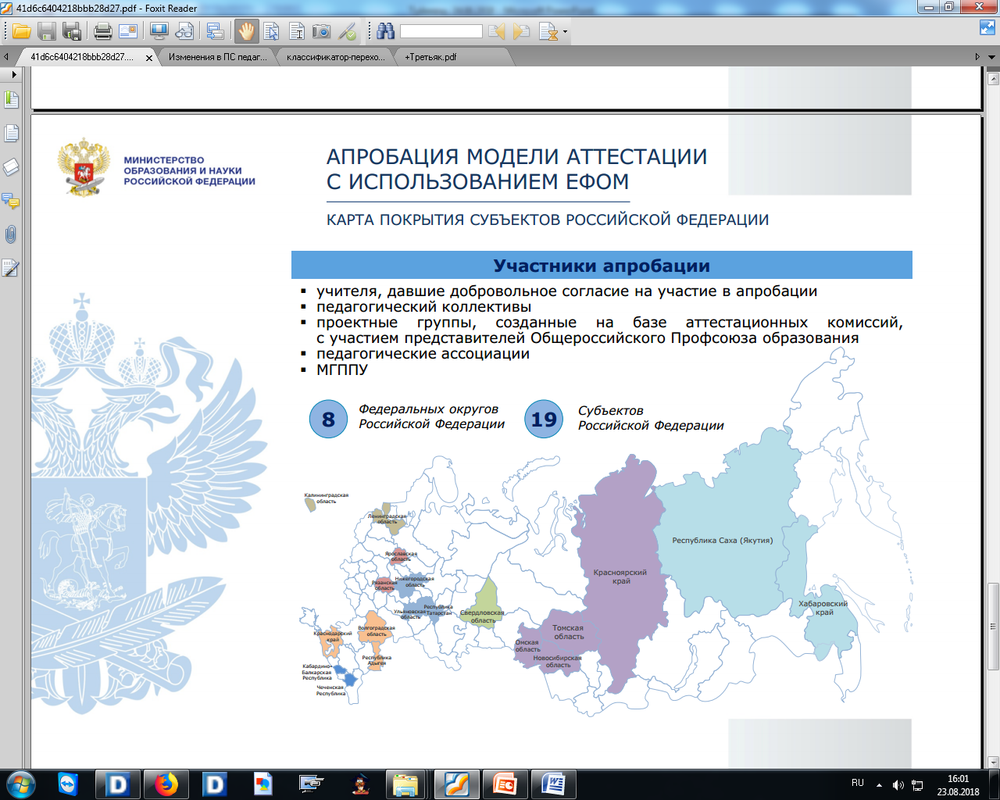 41d6c6404218bbb28d27.pdf - Foxit Reader
41d6c6404218bbb28d27....
Изменения в ПС педаг...
классификатор-перехо...
+Третьяк.pdf
МИНИСТЕРСТВО
ОБРАЗОВАНИЯ И НАУКИ
РОССИЙСКОЙ ФЕДЕРАЦИИ
АПРОБАЦИЯ МОДЕЛИ АТТЕСТАЦИИ
С ИСПОЛЬЗОВАНИЕМ ЕФОМ
КАРТА ПОКРЫТИЯ СУБЪЕКТОВ РОССИЙСКОЙ ФЕДЕРАЦИИ
Участники апробации
▪ учителя, давшие добровольное согласие на участие в апробации
▪ педагогический коллективы
▪ проектные группы, созданные на базе аттестационных комиссий,
с участием представителей Общероссийского Профсоюза образования
▪ педагогические ассоциации
▪ МГППУ
8
Федеральных округов
Российской Федерации
19
Субъектов
Российской Федерации
Калининградская
область
Ленинградская
область
Ярославская
область
Рязанская
область
Нижегородская
область
Ульяновская
область
Республика
Татарстан
Свердловская
область
Краснодарский
край
Волгоградская
область
Республика
Адыгея
Кабардино-
Балкарская
Республика
Чеченская
Республика
Омская
область
Томская
область
Новосибирская
область
Красноярский
край
Республика Саха (Якутия)
Хабаровский
край
RU
16:01
23.08.2018